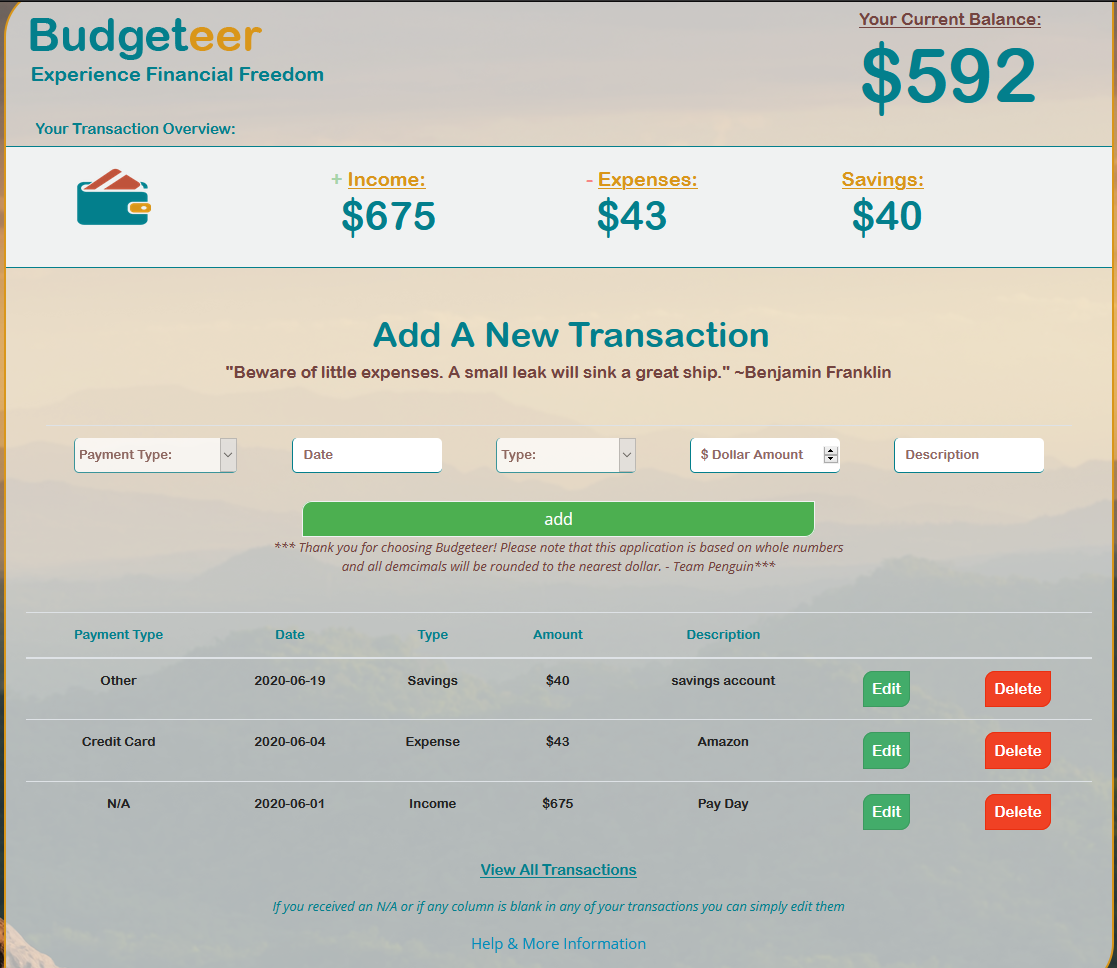 Budgeteer
Experience Financial Freedom
Your Current Balance:
$592
Your Transaction Overview:
+ Income:
$675
- Expenses:
$43
Savings:
$40
Add A New Transaction
"Beware of little expenses. A small leak will sink a great ship." ~Benjamin Franklin
Payment Type: Date Type: $ Dollar Amount Description
add
*** Thank you for choosing Budgeteer! Please note that this application is based on whole numbers
and all demcimals will be rounded to the nearest dollar. - Team Penguin***
Payment Type Date Type Amount Description
Other 2020-06-19 Savings $40 savings account Edit Delete
Credit Card 2020-06-04 Expense $43 Amazon Edit Delete
N/A 2020-06-01 Income $675 Pay Day Edit Delete
View All Transactions
If you received an N/A or if any column is blank in any of your transactions you can simply edit them
Help & More Information